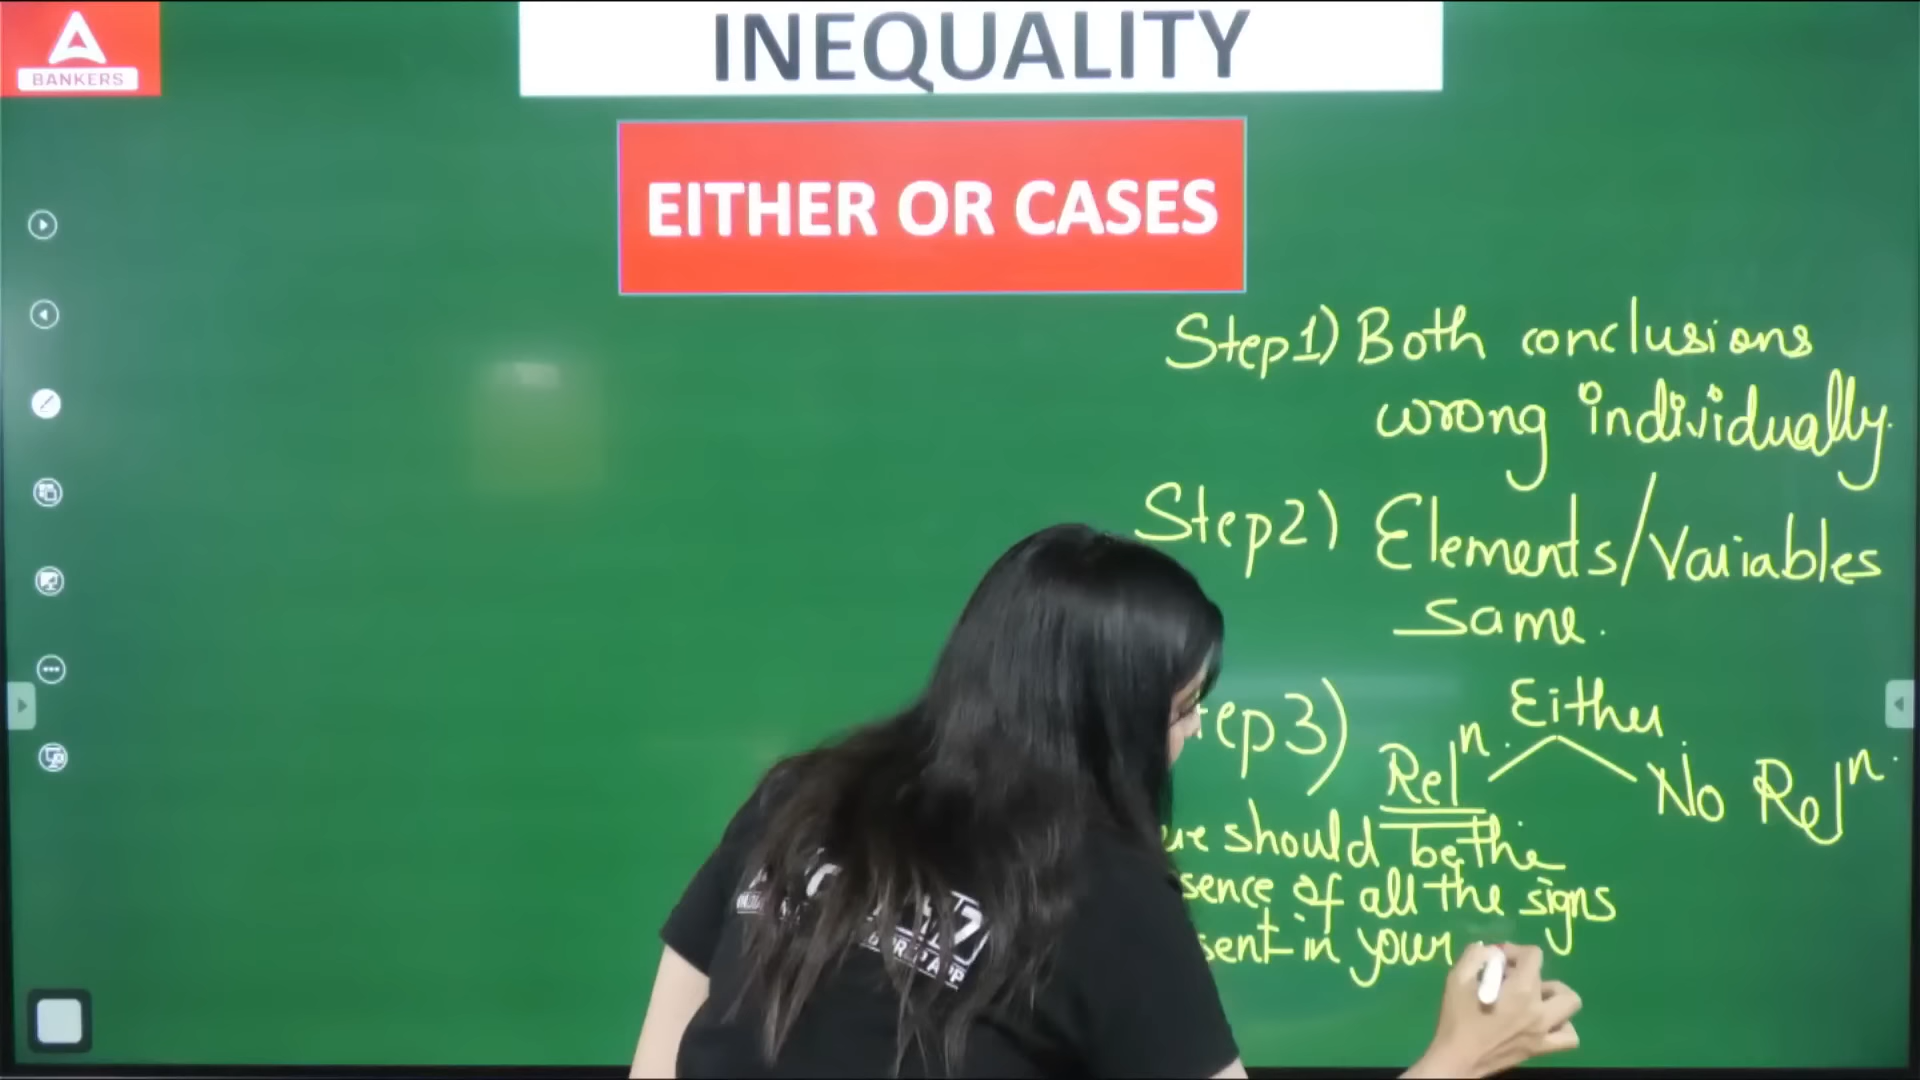 BANKERS
INEQUALITY
EITHER OR CASES
Step1) Both conclusions
wrong individually.
Step2) Elements/Variables
same.
tep3) Either
Relⁿ. No Relⁿ.
should be the
sence of all the signs
sent in your